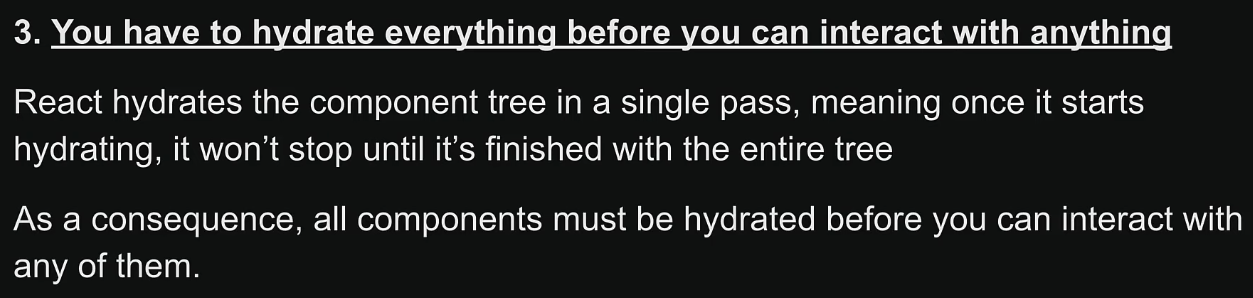 3. You have to hydrate everything before you can interact with anything
React hydrates the component tree in a single pass, meaning once it starts
hydrating, it won’t stop until it’s finished with the entire tree
As a consequence, all components must be hydrated before you can interact with
any of them.